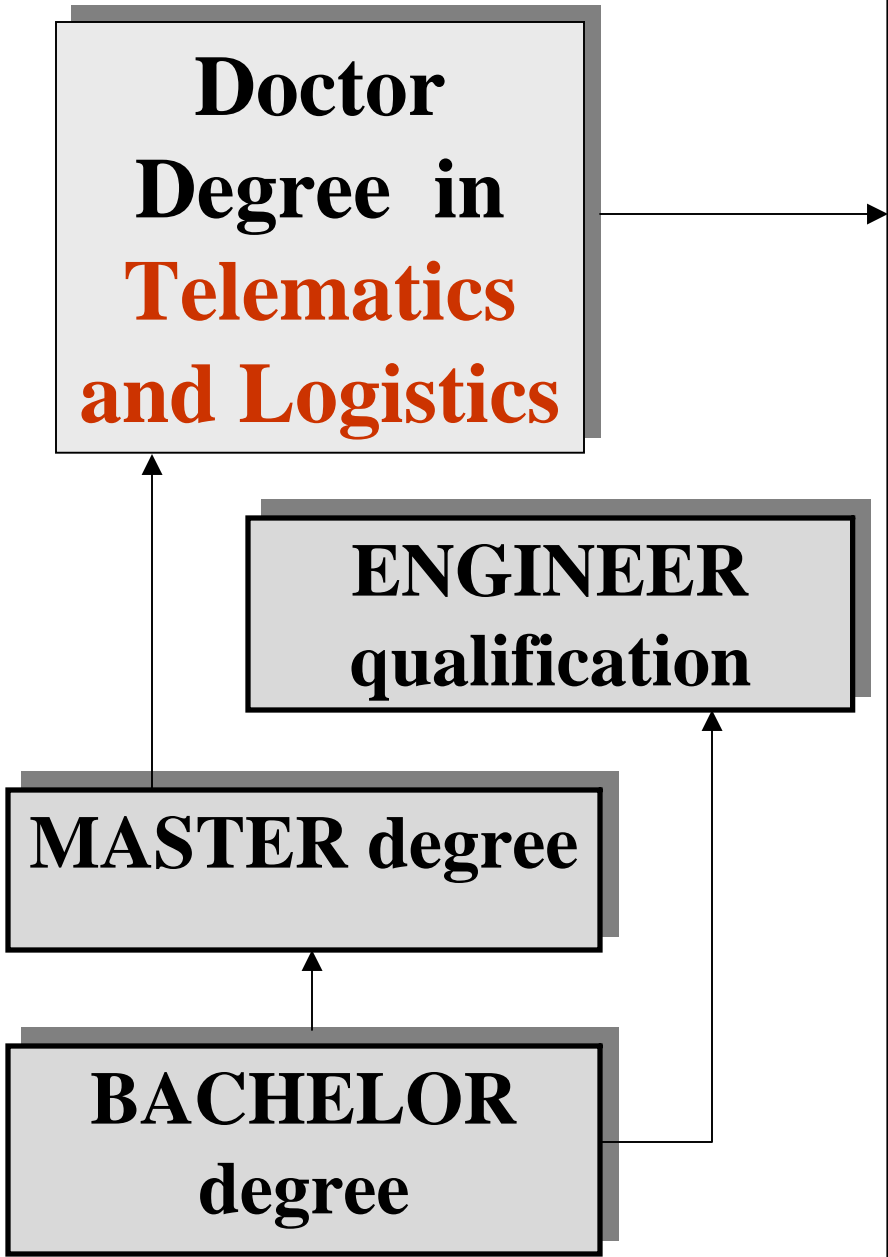 Doctor
Degree in
Telematics
and Logistics
ENGINEER
qualification
MASTER degree
BACHELOR
degree